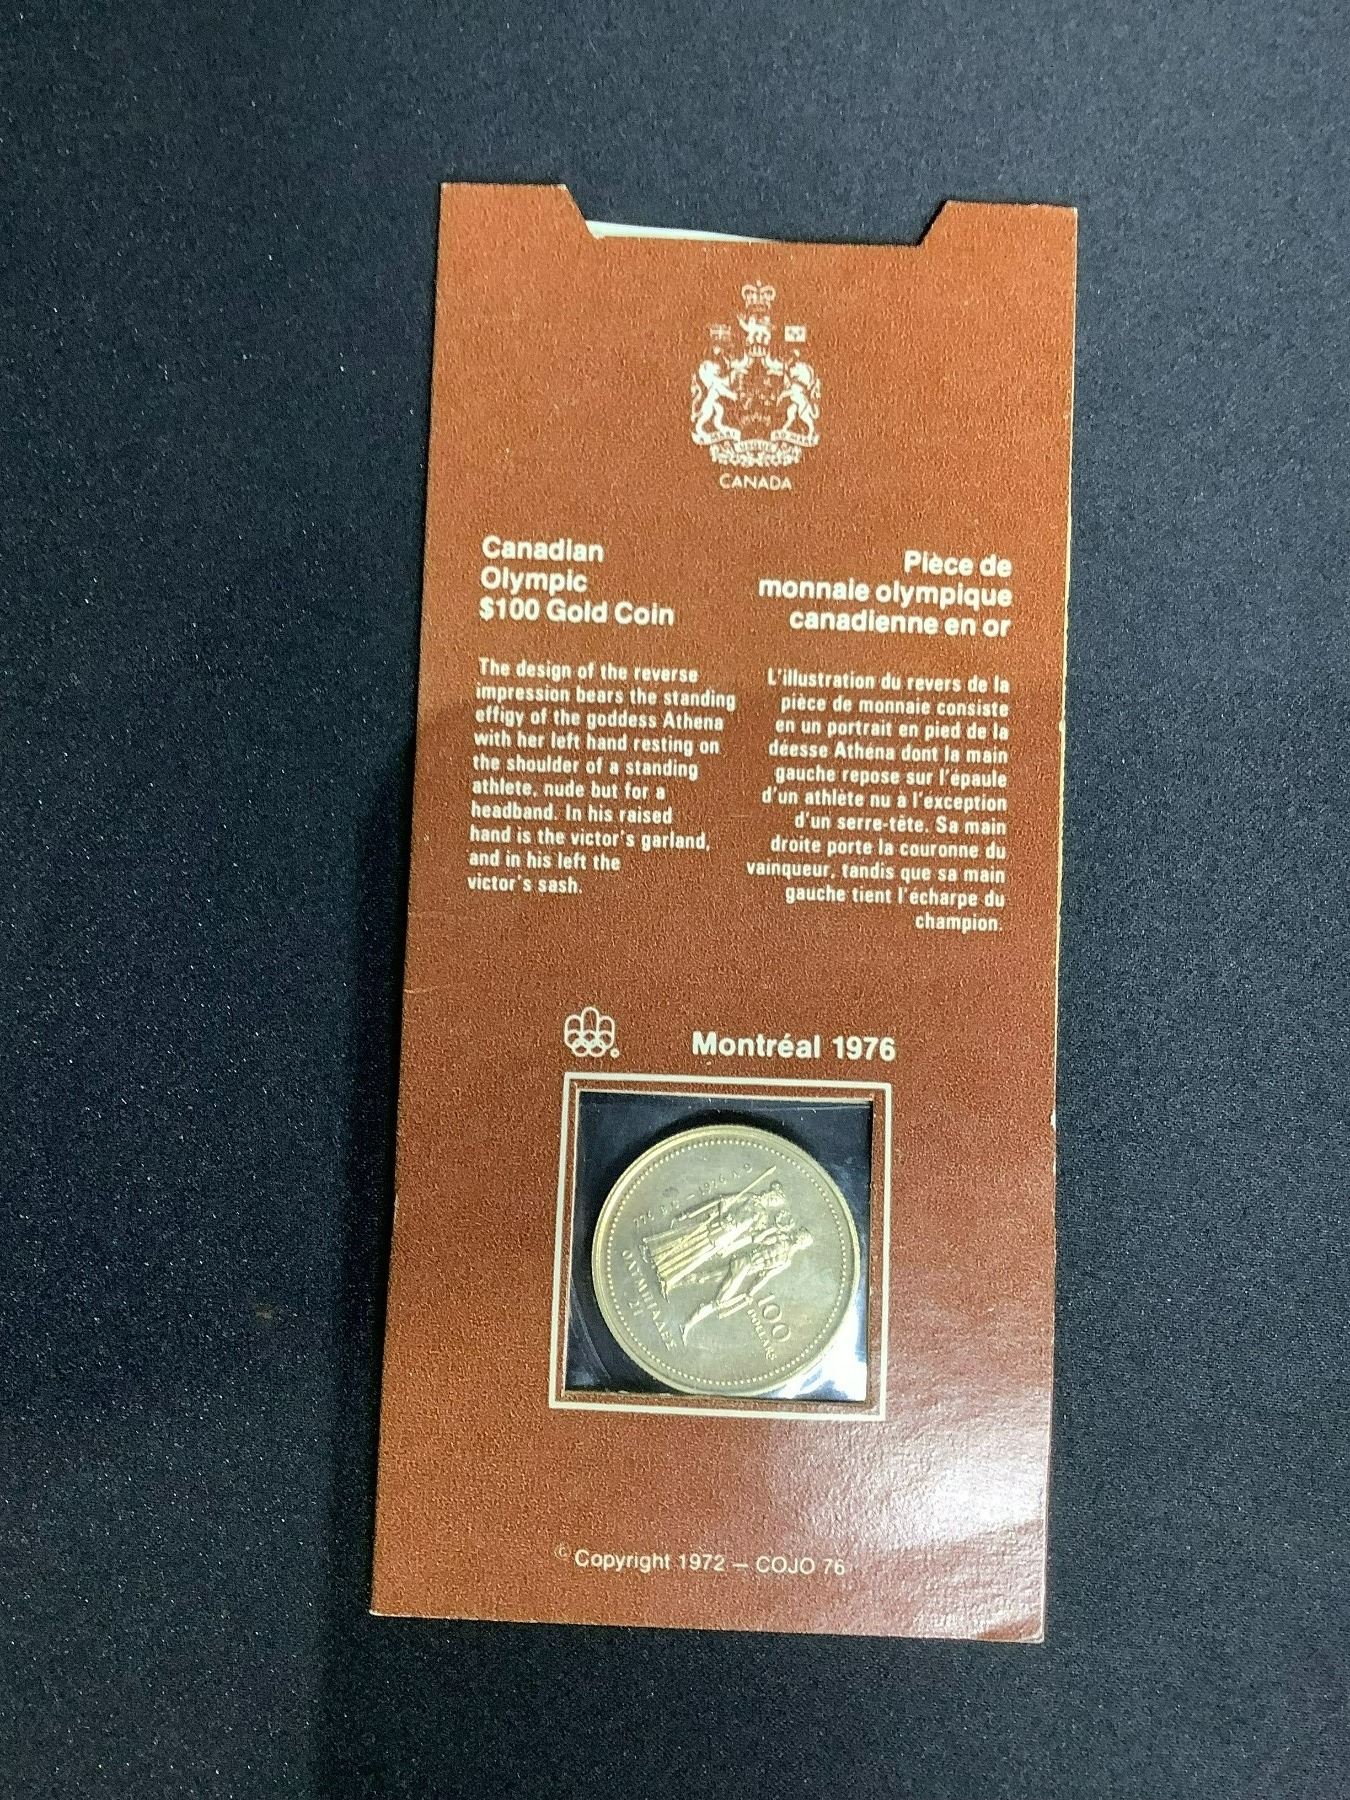 A MARI USQUE AD MARE
CANADA
Canadian
Olympic
$100 Gold Coin
The design of the reverse
impression bears the standing
effigy of the goddess Athena
with her left hand resting on
the shoulder of a standing
athlete, nude but for a
headband. In his raised
hand is the victor's garland,
and in his left the
victor's sash.
Pièce de
monnaie olympique
canadienne en or
L'illustration du revers de la
pièce de monnaie consiste
en un portrait en pied de la
déesse Athéna dont la main
gauche repose sur l'épaule
d'un athlète nu à l'exception
d'un serre-tête. Sa main
droite porte la couronne du
vainqueur, tandis que sa main
gauche tient l'écharpe du
champion.
Montréal 1976
1976
100
DOLLARS
© Copyright 1972 — COJO 76